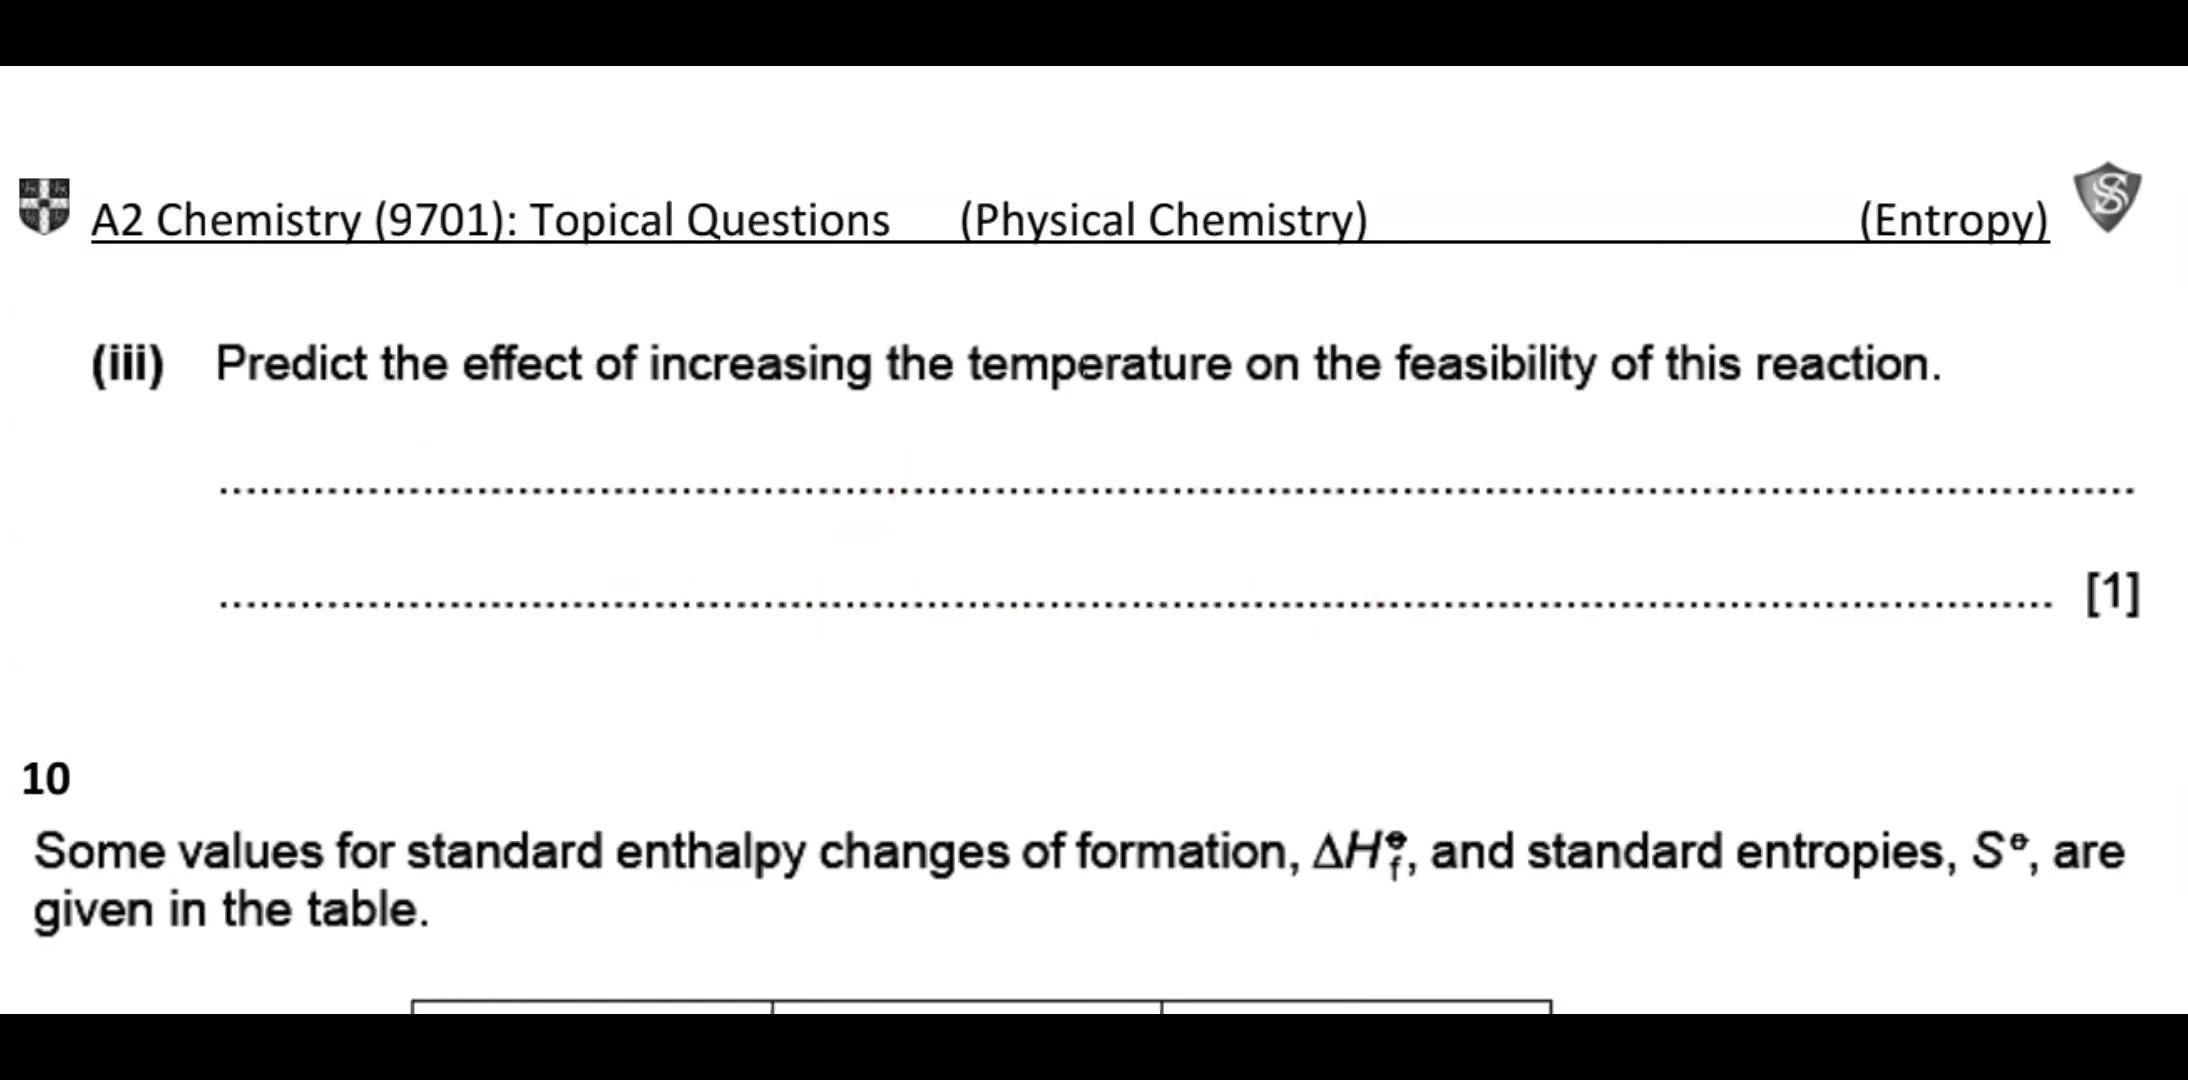 A2 Chemistry (9701): Topical Questions (Physical Chemistry) (Entropy)
(iii) Predict the effect of increasing the temperature on the feasibility of this reaction.
..........................................................................................
.......................................................................................... [1]
10
Some values for standard enthalpy changes of formation, ΔH⦵f, and standard entropies, S⦵, are
given in the table.